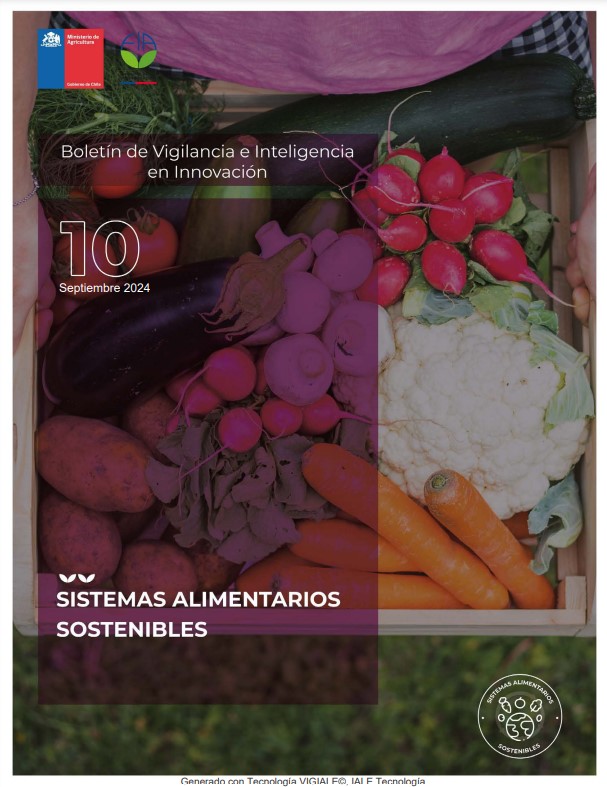 Ministerio de
Agricultura
Gobierno de Chile
FIA
Boletín de Vigilancia e Inteligencia
en Innovación
10
Septiembre 2024
SISTEMAS ALIMENTARIOS
SOSTENIBLES
SISTEMAS ALIMENTARIOS
SOSTENIBLES
Generado con Tecnología VIGIALE©, IALE Tecnología